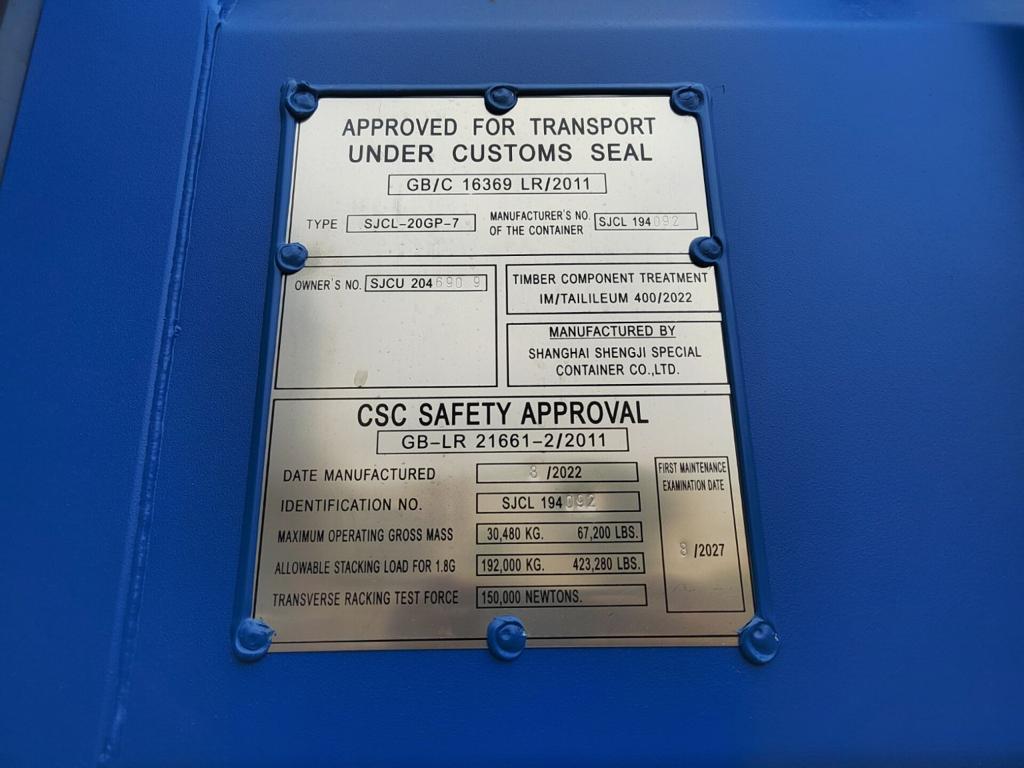 APPROVED FOR TRANSPORT
UNDER CUSTOMS SEAL
GB/C 16369 LR/2011
TYPE SJCL-20GP-7 MANUFACTURER'S NO. OF THE CONTAINER SJCL 194092
OWNER'S NO. SJCU 204690 9
TIMBER COMPONENT TREATMENT
IM/TAILILEUM 400/2022
MANUFACTURED BY
SHANGHAI SHENGJI SPECIAL
CONTAINER CO.,LTD.
CSC SAFETY APPROVAL
GB-LR 21661-2/2011
DATE MANUFACTURED 8 /2022
IDENTIFICATION NO. SJCL 194092
MAXIMUM OPERATING GROSS MASS 30,480 KG. 67,200 LBS.
ALLOWABLE STACKING LOAD FOR 1.8G 192,000 KG. 423,280 LBS.
TRANSVERSE RACKING TEST FORCE 150,000 NEWTONS.
FIRST MAINTENANCE
EXAMINATION DATE
8 /2027